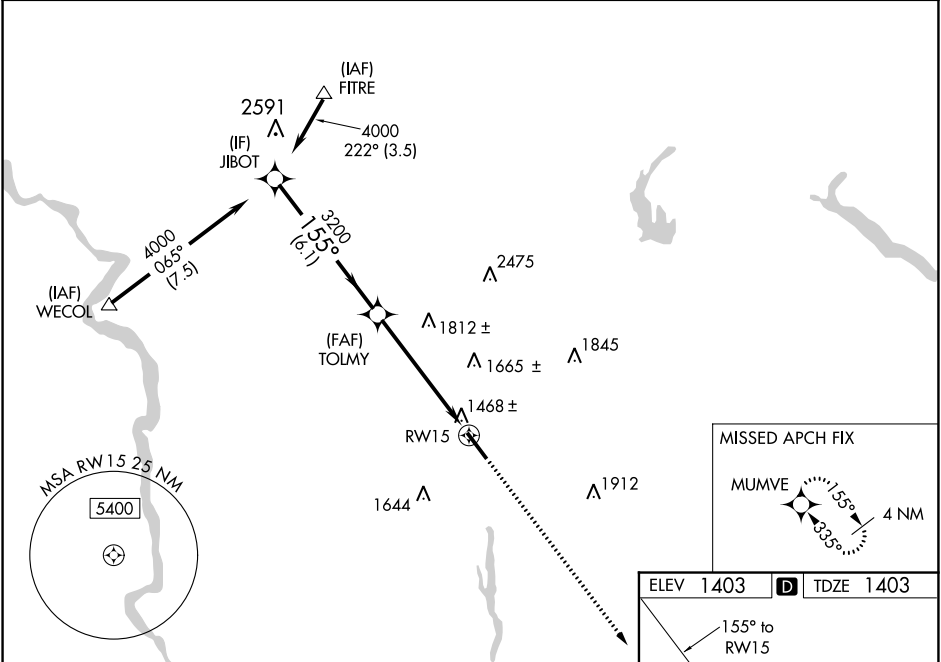 (IAF)
FITRE
2591
4000
222° (3.5)
(IF)
JIBOT
3200
155°
(6.1)
4000
065°
(7.5)
(IAF)
WECOL
2475
(FAF)
TOLMY
1812 ±
1665 ±
1845
1468 ±
RW15
1644
1912
MSA RW15 25 NM
5400
MISSED APCH FIX
MUMVE
155°
335°
4 NM
ELEV 1403 D TDZE 1403
155° to
RW15